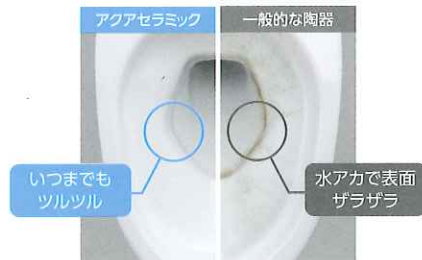 アクアセラミック
一般的な陶器
いつまでも
ツルツル
水アカで表面
ザラザラ